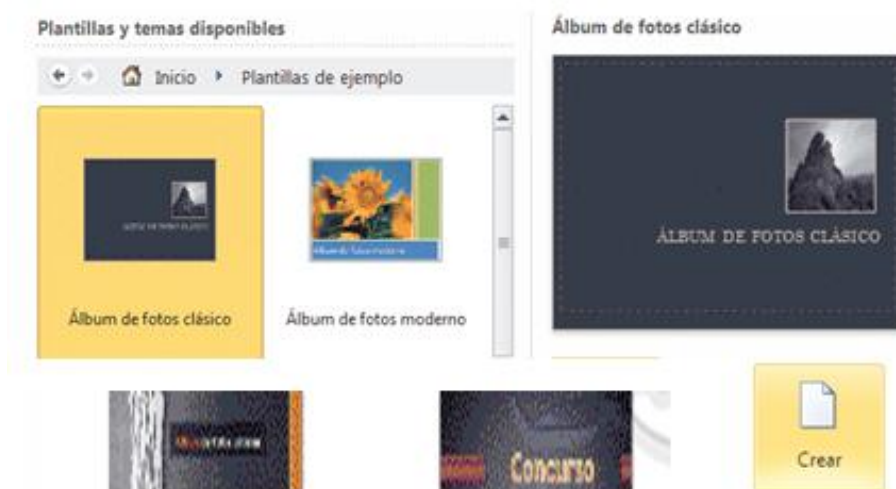 Plantillas y temas disponibles
Inicio
Plantillas de ejemplo
Álbum de fotos clásico
Álbum de fotos moderno
Álbum de fotos clásico
ÁLBUM DE FOTOS CLÁSICO
Concurso
Crear